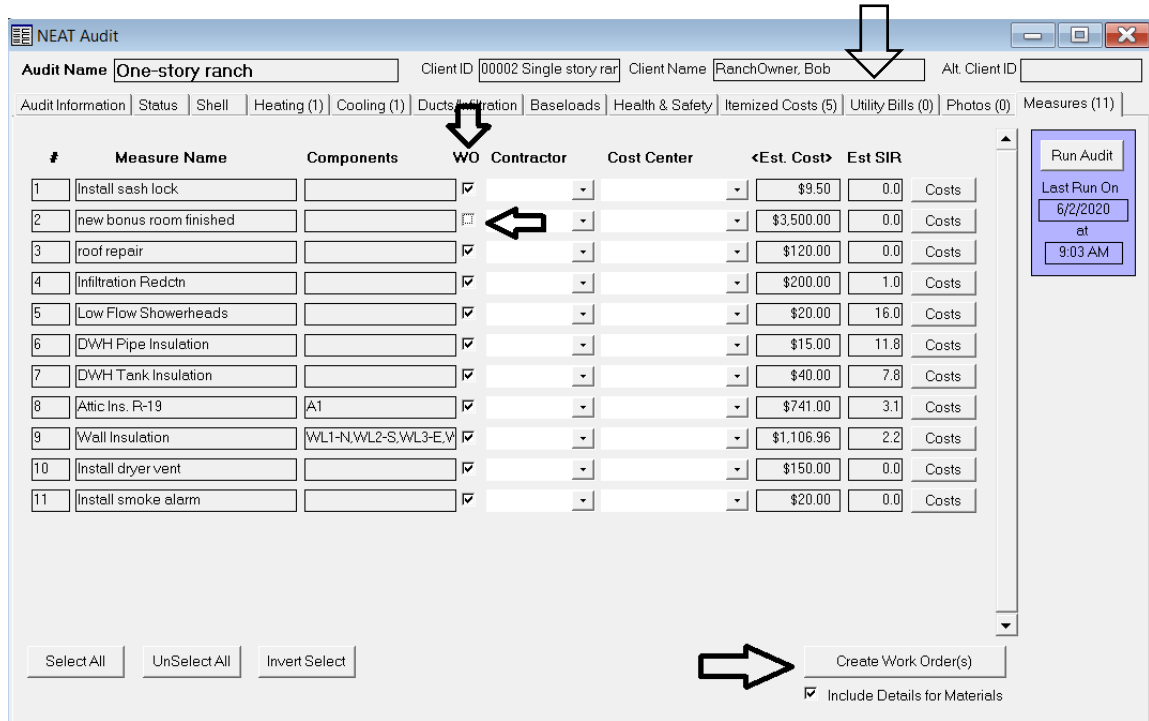 NEAT Audit
Audit Name One-story ranch Client ID 00002 Single story ran Client Name RanchOwner, Bob Alt. Client ID
Audit Information Status Shell Heating (1) Cooling (1) Ducts/Infiltration Baseloads Health & Safety Itemized Costs (5) Utility Bills (0) Photos (0) Measures (11)
# Measure Name Components WO Contractor Cost Center <Est. Cost> Est SIR
1 Install sash lock $9.50 0.0 Costs
2 new bonus room finished $3,500.00 0.0 Costs
3 roof repair $120.00 0.0 Costs
4 Infiltration Redctn $200.00 1.0 Costs
5 Low Flow Showerheads $20.00 16.0 Costs
6 DWH Pipe Insulation $15.00 11.8 Costs
7 DWH Tank Insulation $40.00 7.8 Costs
8 Attic Ins. R-19 A1 $741.00 3.1 Costs
9 Wall Insulation WL1-N,WL2-S,WL3-E,W $1,106.96 2.2 Costs
10 Install dryer vent $150.00 0.0 Costs
11 Install smoke alarm $20.00 0.0 Costs
Run Audit
Last Run On
6/2/2020
at
9:03 AM
Select All UnSelect All Invert Select Create Work Order(s)
Include Details for Materials